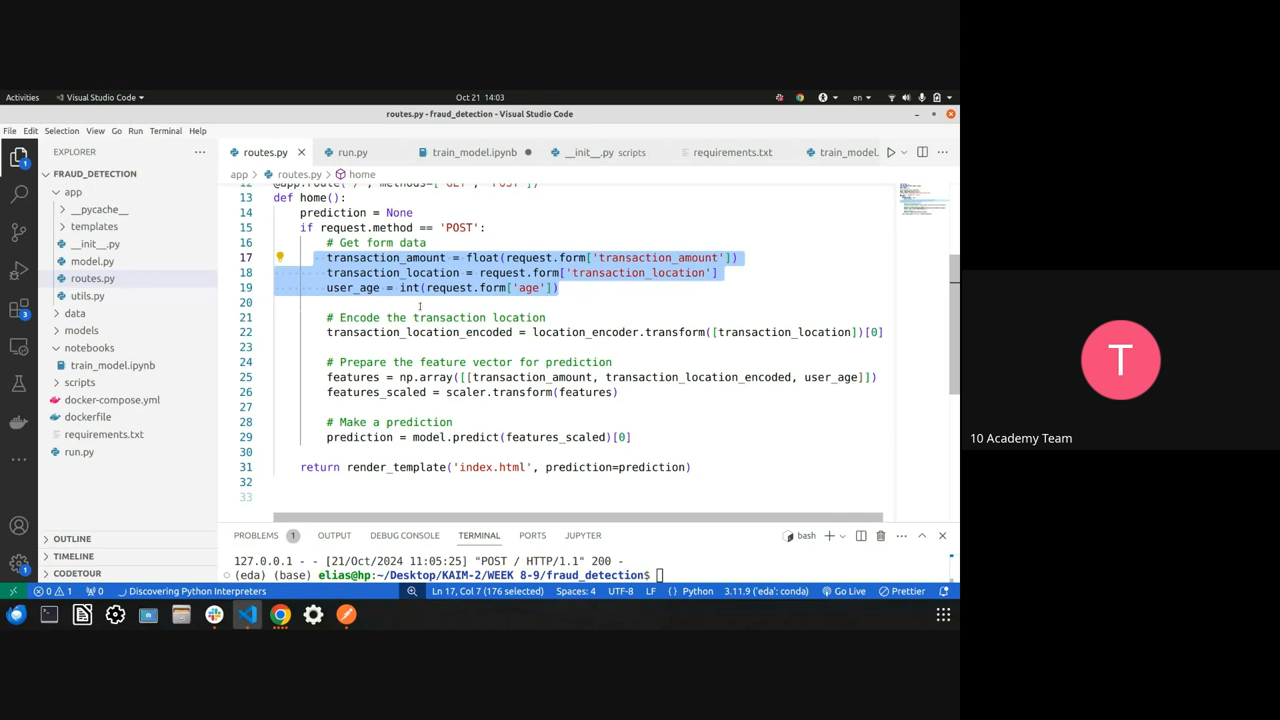 Activities
Visual Studio Code
Oct 21 14:03
en
routes.py - fraud_detection - Visual Studio Code
File Edit Selection View Go Run Terminal Help
EXPLORER
routes.py
run.py
train_model.ipynb
__init__.py scripts
requirements.txt
train_model.
FRAUD_DETECTION
app > routes.py > home
app
__pycache__
templates
__init__.py
model.py
routes.py
utils.py
data
models
notebooks
train_model.ipynb
scripts
docker-compose.yml
dockerfile
requirements.txt
run.py
OUTLINE
TIMELINE
CODETOUR
12 @app.route('/', methods=['GET', 'POST'])
13 def home():
14 prediction = None
15 if request.method == 'POST':
16 # Get form data
17 transaction_amount = float(request.form['transaction_amount'])
18 transaction_location = request.form['transaction_location']
19 user_age = int(request.form['age'])
20
21 # Encode the transaction location
22 transaction_location_encoded = location_encoder.transform([transaction_location])[0]
23
24 # Prepare the feature vector for prediction
25 features = np.array([[transaction_amount, transaction_location_encoded, user_age]])
26 features_scaled = scaler.transform(features)
27
28 # Make a prediction
29 prediction = model.predict(features_scaled)[0]
30
31 return render_template('index.html', prediction=prediction)
32
33
PROBLEMS 1 OUTPUT DEBUG CONSOLE TERMINAL PORTS JUPYTER
bash
127.0.0.1 - - [21/Oct/2024 11:05:25] "POST / HTTP/1.1" 200 -
(eda) (base) elias@hp:~/Desktop/KAIM-2/WEEK 8-9/fraud_detection$
0 1 0 Discovering Python Interpreters Ln 17, Col 7 (176 selected) Spaces: 4 UTF-8 LF Python 3.11.9 ('eda': conda) Go Live Prettier
T
10 Academy Team